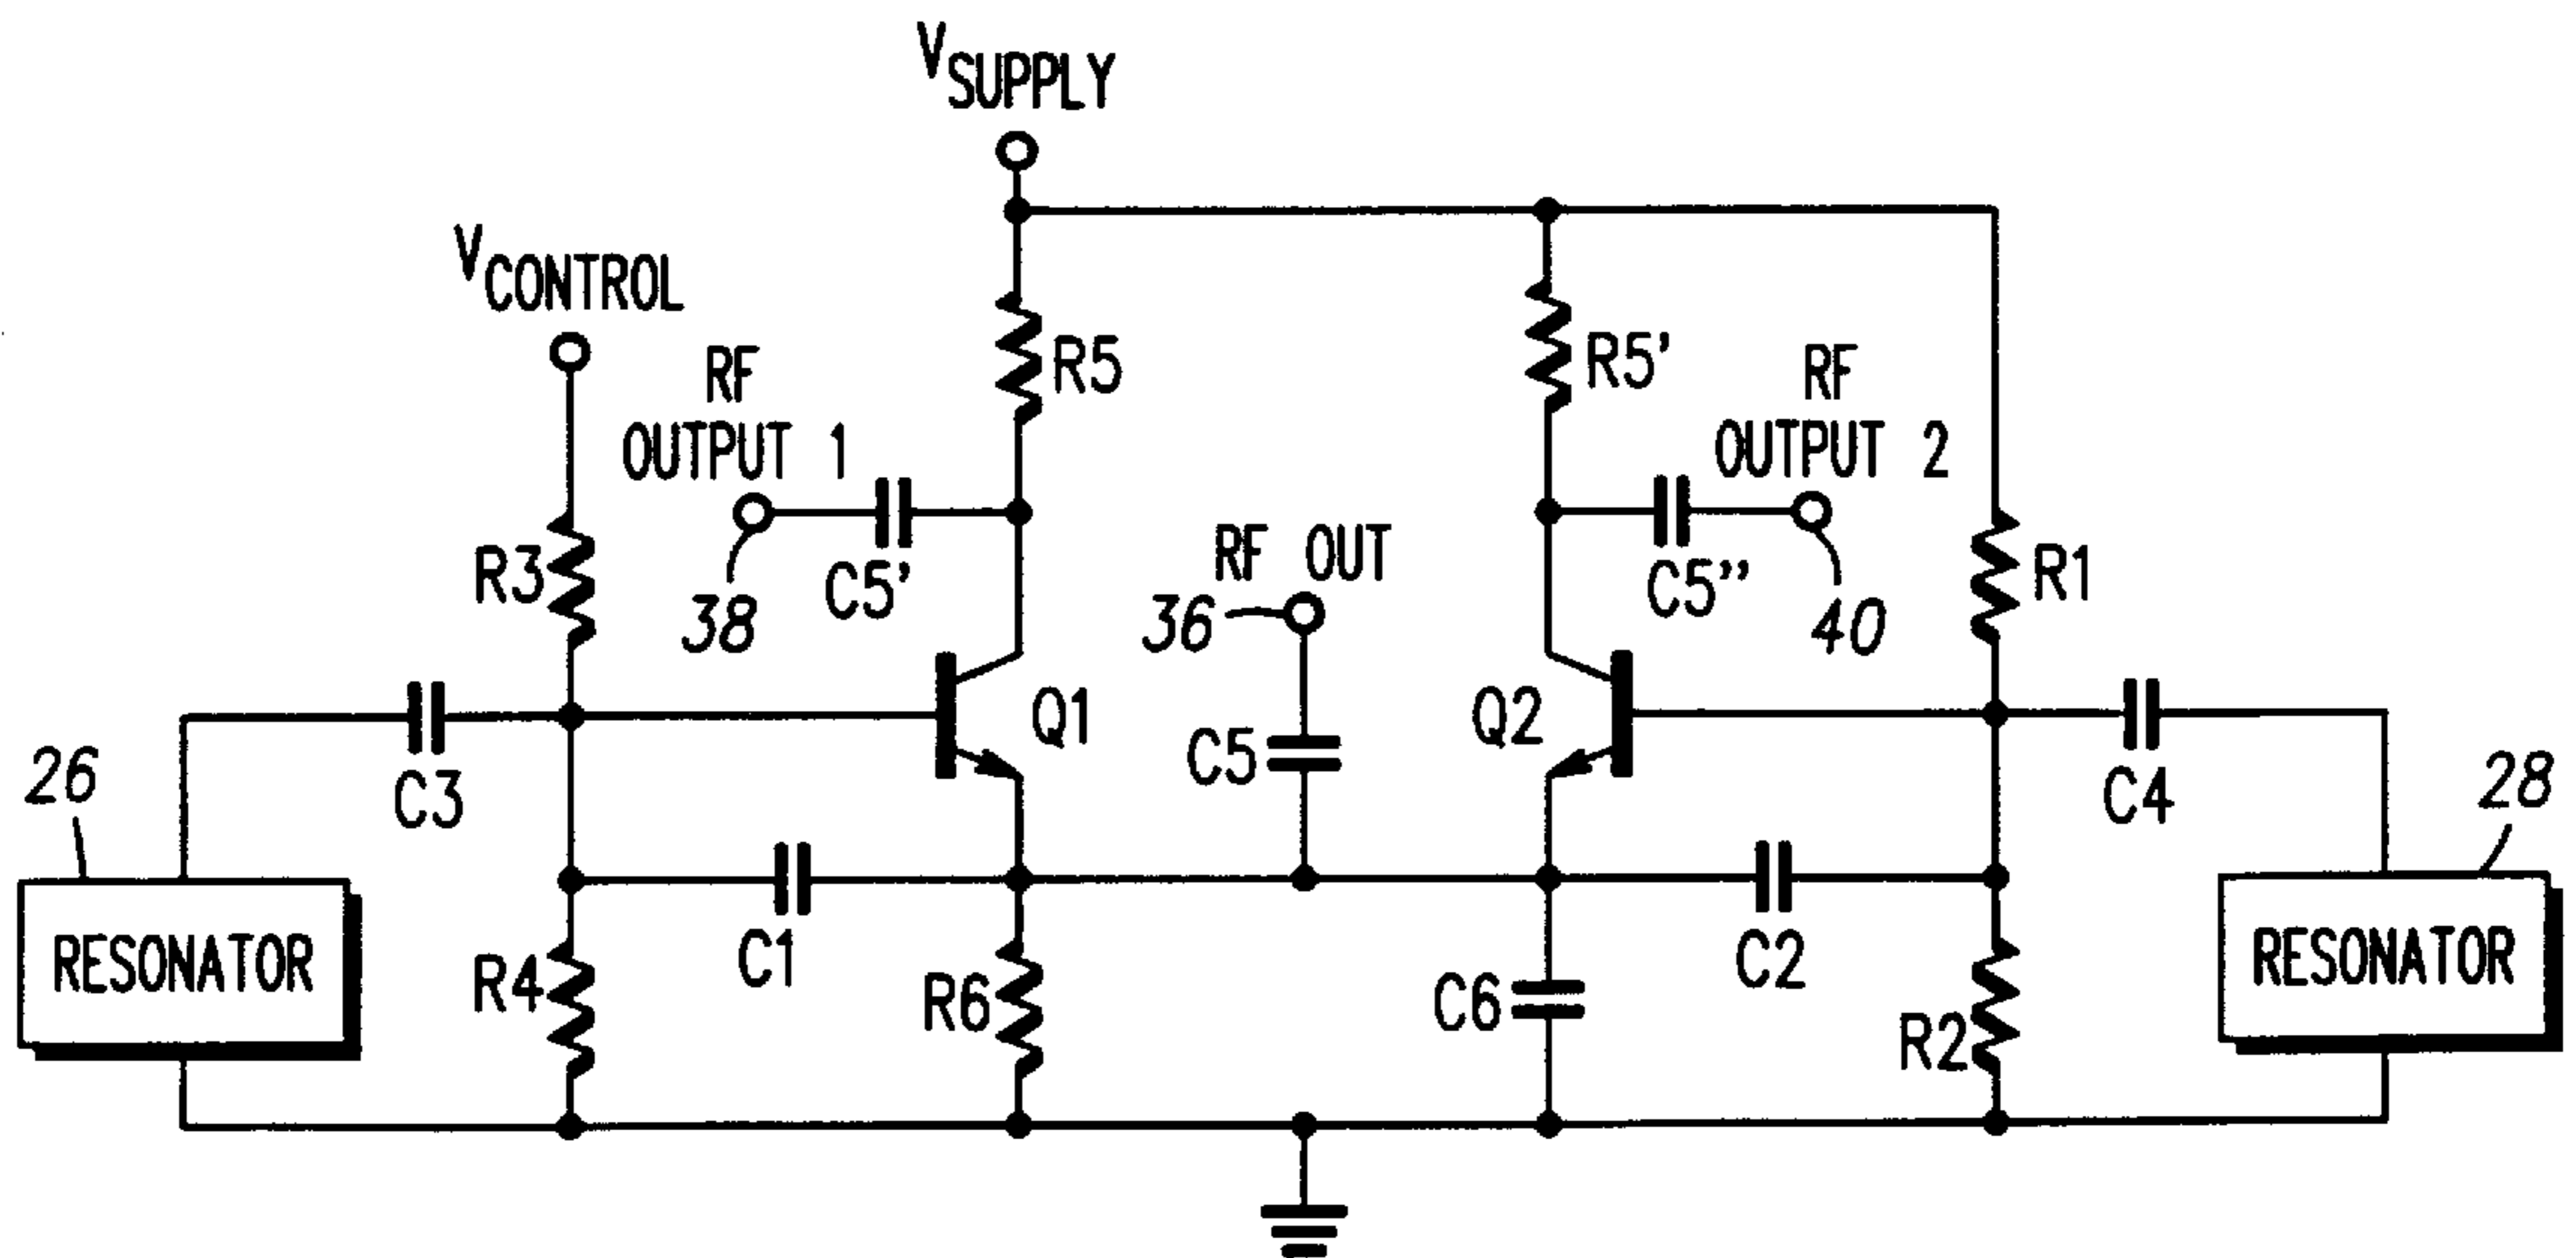 VSUPPLY
VCONTROL
R5
R5'
RF
OUTPUT 1
RF
OUTPUT 2
R3
38
C5'
RF OUT
36
C5''
40
R1
26
C3
Q1
C5
Q2
C4
28
RESONATOR
R4
C1
R6
C6
C2
R2
RESONATOR